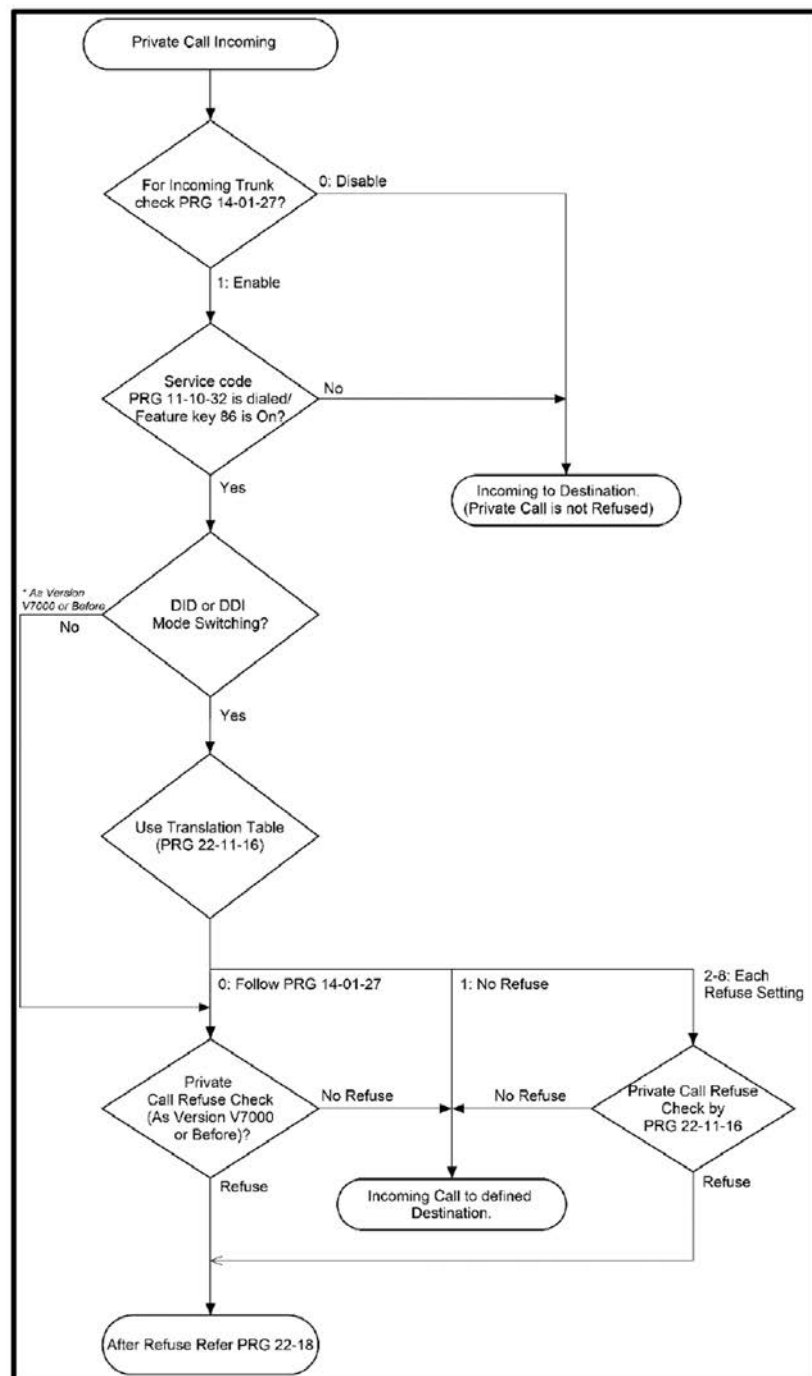 Private Call Incoming
For Incoming Trunk
check PRG 14-01-27?
0: Disable
1: Enable
Service code
PRG 11-10-32 is dialed/
Feature key 86 is On?
No
Yes
Incoming to Destination.
(Private Call is not Refused)
* As Version
V7000 or Before
No
DID or DDI
Mode Switching?
Yes
Use Translation Table
(PRG 22-11-16)
0: Follow PRG 14-01-27
1: No Refuse
2-8: Each
Refuse Setting
Private
Call Refuse Check
(As Version V7000
or Before)?
No Refuse
No Refuse
Private Call Refuse
Check by
PRG 22-11-16
Refuse
Refuse
Incoming Call to defined
Destination.
After Refuse Refer PRG 22-18